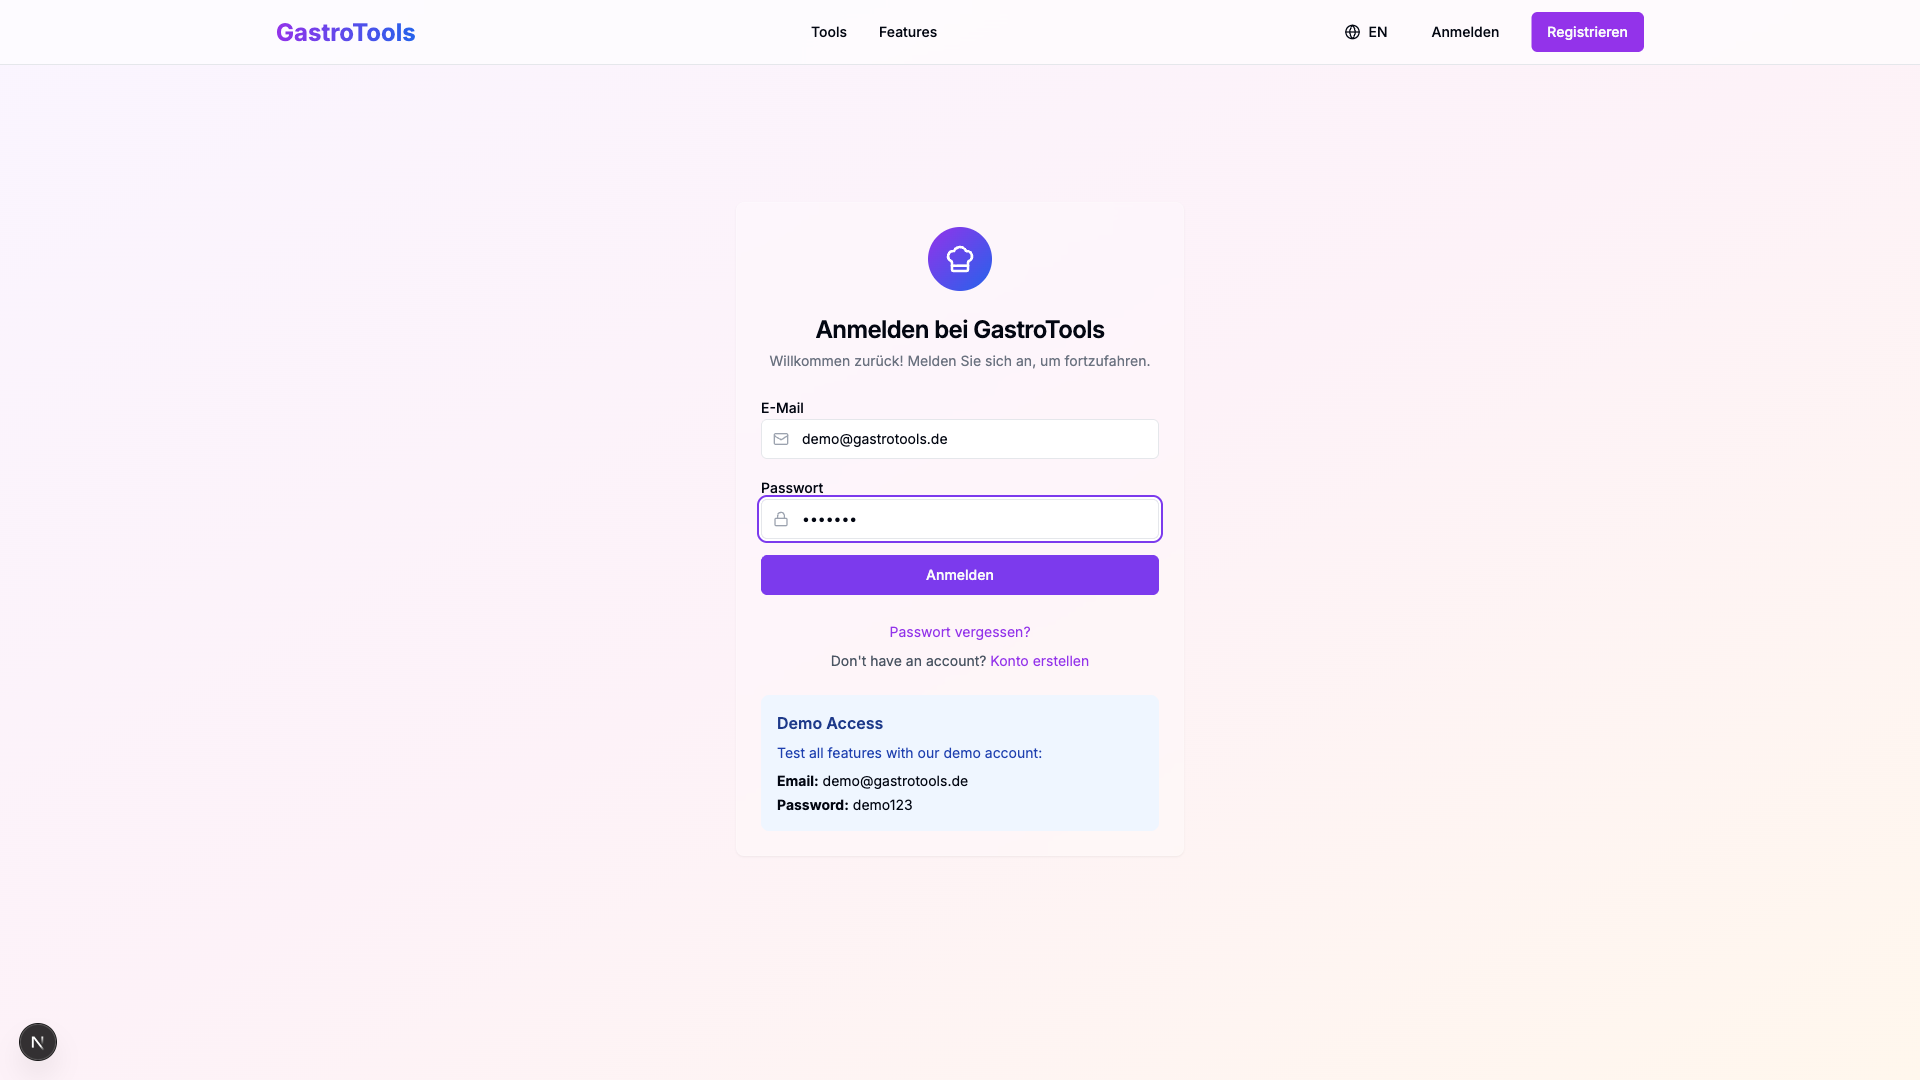 GastroTools
Tools
Features
EN
Anmelden
Registrieren
Anmelden bei GastroTools
Willkommen zurück! Melden Sie sich an, um fortzufahren.
E-Mail
demo@gastrotools.de
Passwort
•••••••
Anmelden
Passwort vergessen?
Don't have an account? Konto erstellen
Demo Access
Test all features with our demo account:
Email: demo@gastrotools.de
Password: demo123
N